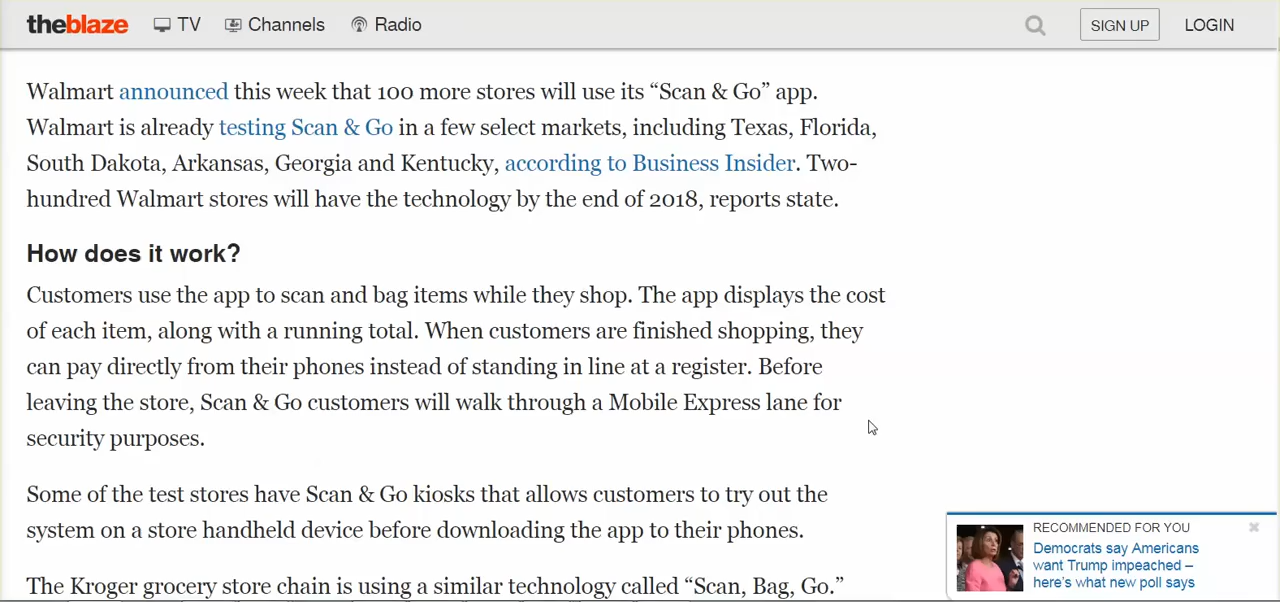 theblaze TV Channels Radio SIGN UP LOGIN
Walmart announced this week that 100 more stores will use its “Scan & Go” app.
Walmart is already testing Scan & Go in a few select markets, including Texas, Florida,
South Dakota, Arkansas, Georgia and Kentucky, according to Business Insider. Two-
hundred Walmart stores will have the technology by the end of 2018, reports state.
How does it work?
Customers use the app to scan and bag items while they shop. The app displays the cost
of each item, along with a running total. When customers are finished shopping, they
can pay directly from their phones instead of standing in line at a register. Before
leaving the store, Scan & Go customers will walk through a Mobile Express lane for
security purposes.
Some of the test stores have Scan & Go kiosks that allows customers to try out the
system on a store handheld device before downloading the app to their phones.
The Kroger grocery store chain is using a similar technology called “Scan, Bag, Go.”
RECOMMENDED FOR YOU
Democrats say Americans
want Trump impeached –
here’s what new poll says